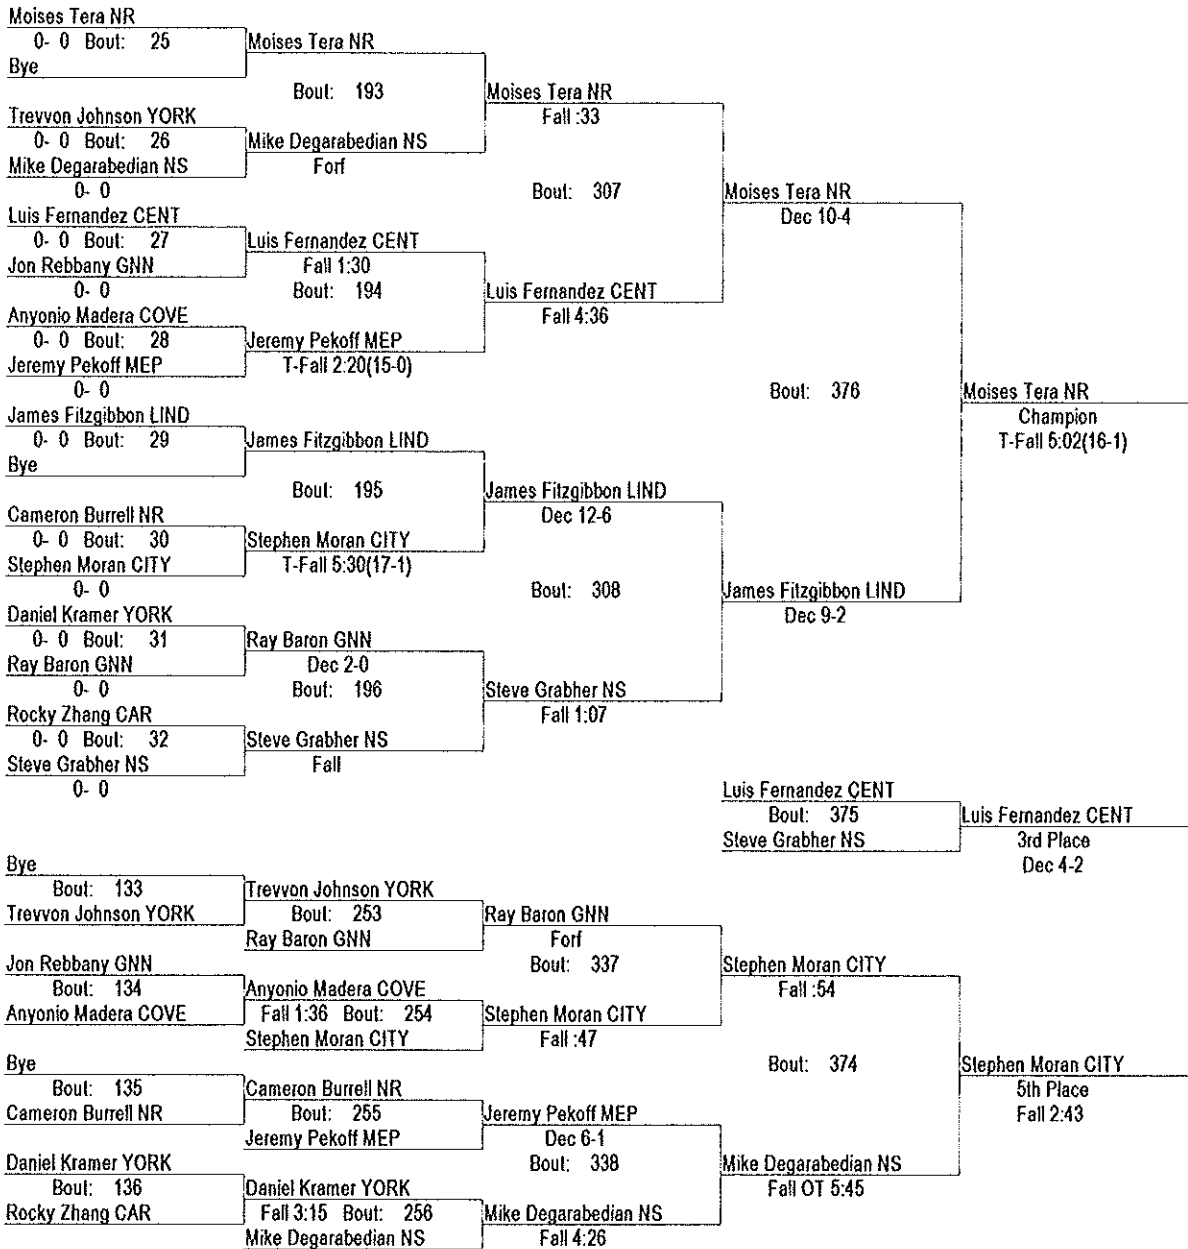 Moises Tera NR
0- 0 Bout: 25
Bye
Moises Tera NR
Bout: 193
Trevvon Johnson YORK
0- 0 Bout: 26
Mike Degarabedian NS
0- 0
Mike Degarabedian NS
Forf
Moises Tera NR
Fall :33
Bout: 307
Luis Fernandez CENT
0- 0 Bout: 27
Jon Rebbany GNN
0- 0
Luis Fernandez CENT
Fall 1:30
Bout: 194
Anyonio Madera COVE
0- 0 Bout: 28
Jeremy Pekoff MEP
0- 0
Jeremy Pekoff MEP
T-Fall 2:20(15-0)
Luis Fernandez CENT
Fall 4:36
Moises Tera NR
Dec 10-4
Bout: 376
James Fitzgibbon LIND
0- 0 Bout: 29
Bye
James Fitzgibbon LIND
Bout: 195
Cameron Burrell NR
0- 0 Bout: 30
Stephen Moran CITY
0- 0
Stephen Moran CITY
T-Fall 5:30(17-1)
James Fitzgibbon LIND
Dec 12-6
Bout: 308
Daniel Kramer YORK
0- 0 Bout: 31
Ray Baron GNN
0- 0
Ray Baron GNN
Dec 2-0
Bout: 196
Rocky Zhang CAR
0- 0 Bout: 32
Steve Grabher NS
0- 0
Steve Grabher NS
Fall
Steve Grabher NS
Fall 1:07
James Fitzgibbon LIND
Dec 9-2
Moises Tera NR
Champion
T-Fall 5:02(16-1)
Luis Fernandez CENT
Bout: 375
Steve Grabher NS
Luis Fernandez CENT
3rd Place
Dec 4-2
Bye
Bout: 133
Trevvon Johnson YORK
Trevvon Johnson YORK
Bout: 253
Ray Baron GNN
Ray Baron GNN
Forf
Bout: 337
Jon Rebbany GNN
Bout: 134
Anyonio Madera COVE
Anyonio Madera COVE
Fall 1:36 Bout: 254
Stephen Moran CITY
Stephen Moran CITY
Fall :47
Stephen Moran CITY
Fall :54
Bout: 374
Bye
Bout: 135
Cameron Burrell NR
Cameron Burrell NR
Bout: 255
Jeremy Pekoff MEP
Jeremy Pekoff MEP
Dec 6-1
Bout: 338
Daniel Kramer YORK
Bout: 136
Rocky Zhang CAR
Daniel Kramer YORK
Fall 3:15 Bout: 256
Mike Degarabedian NS
Mike Degarabedian NS
Fall 4:26
Mike Degarabedian NS
Fall OT 5:45
Stephen Moran CITY
5th Place
Fall 2:43